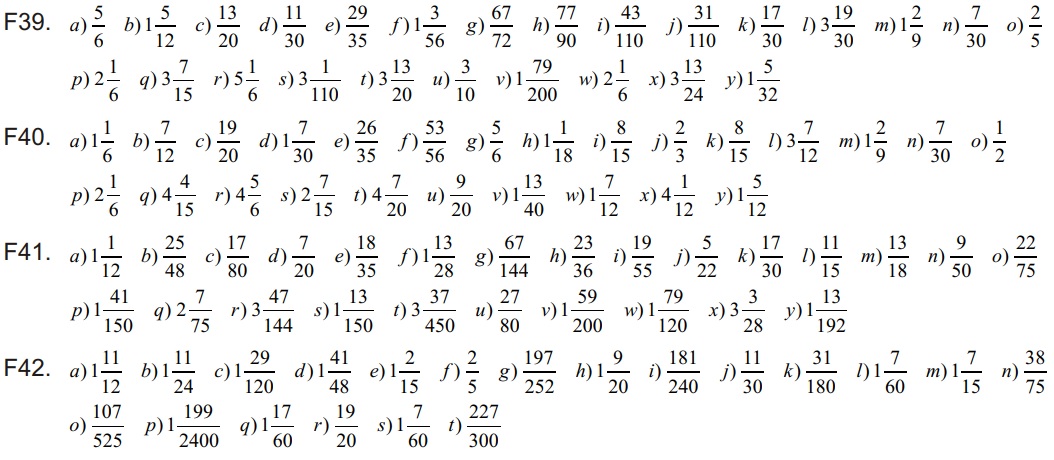 F39. a) 5/6 b) 1 5/12 c) 13/20 d) 11/30 e) 29/35 f) 1 3/56 g) 67/72 h) 77/90 i) 43/110 j) 31/110 k) 17/30 l) 3 19/30 m) 1 2/9 n) 7/30 o) 2/5
p) 2 1/6 q) 3 7/15 r) 5 1/6 s) 3 1/110 t) 3 13/20 u) 3/10 v) 1 79/200 w) 2 1/6 x) 3 13/24 y) 1 5/32
F40. a) 1 1/6 b) 7/12 c) 19/20 d) 1 7/30 e) 26/35 f) 53/56 g) 5/6 h) 1 1/18 i) 8/15 j) 2/3 k) 8/15 l) 3 7/12 m) 1 2/9 n) 7/30 o) 1/2
p) 2 1/6 q) 4 4/15 r) 4 5/6 s) 2 7/15 t) 4 7/20 u) 9/20 v) 1 13/40 w) 1 7/12 x) 4 1/12 y) 1 5/12
F41. a) 1 1/12 b) 25/48 c) 17/80 d) 7/20 e) 18/35 f) 1 13/28 g) 67/144 h) 23/36 i) 19/55 j) 5/22 k) 17/30 l) 11/15 m) 13/18 n) 9/50 o) 22/75
p) 1 41/150 q) 2 7/75 r) 3 47/144 s) 1 13/150 t) 3 37/450 u) 27/80 v) 1 59/200 w) 1 79/120 x) 3 3/28 y) 1 13/192
F42. a) 1 11/12 b) 1 11/24 c) 1 29/120 d) 1 41/48 e) 1 2/15 f) 2/5 g) 197/252 h) 1 9/20 i) 181/240 j) 11/30 k) 31/180 l) 1 7/60 m) 1 7/15 n) 38/75
o) 107/525 p) 1 199/2400 q) 1 17/60 r) 19/20 s) 1 7/60 t) 227/300